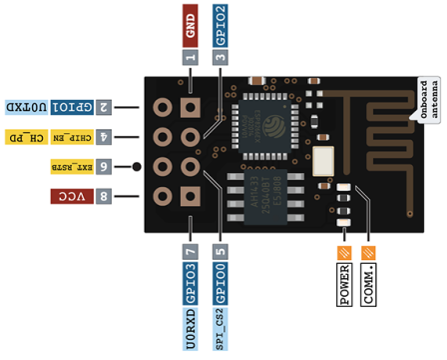 GND 1
GPIO2 3
U0TXD GPIO1 2
CH_PD CHIP_EN 4
EXT_RSTB 6
VCC 8
Onboard
antenna
25Q40BT
U0RXD GPIO3 7
SPI_CS2 GPIO0 5
POWER
COMM.